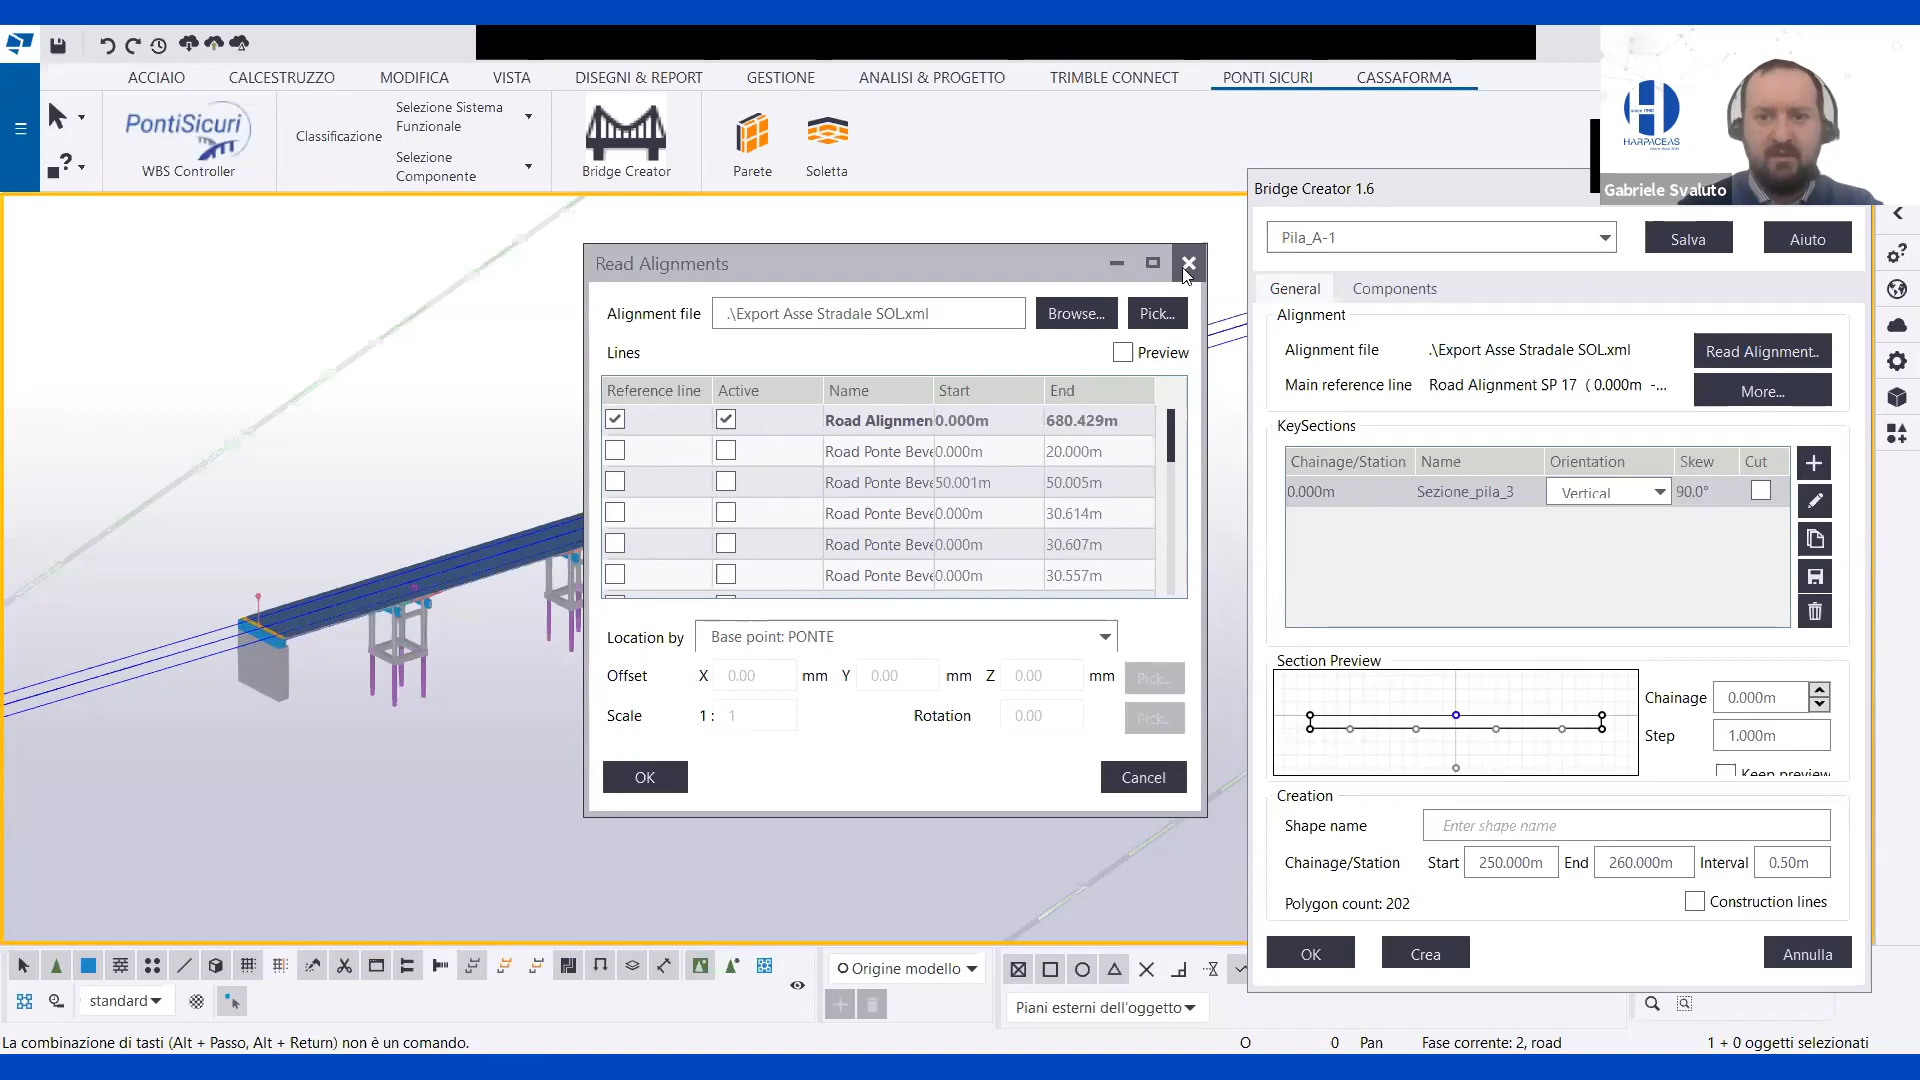 ACCIAIO CALCESTRUZZO MODIFICA VISTA DISEGNI & REPORT GESTIONE ANALISI & PROGETTO TRIMBLE CONNECT PONTI SICURI CASSAFORMA
PontiSicuri
WBS Controller
Classificazione
Selezione Sistema
Funzionale
Selezione
Componente
Bridge Creator
Parete
Soletta
HARPACEAS
Gabriele Svaluto
Read Alignments
Alignment file .\Export Asse Stradale SOL.xml Browse... Pick...
Lines Preview
Reference line Active Name Start End
Road Alignmen 0.000m 680.429m
Road Ponte Beve 0.000m 20.000m
Road Ponte Beve 50.001m 50.005m
Road Ponte Beve 0.000m 30.614m
Road Ponte Beve 0.000m 30.607m
Road Ponte Beve 0.000m 30.557m
Location by Base point: PONTE
Offset X 0.00 mm Y 0.00 mm Z 0.00 mm Pick...
Scale 1 : 1 Rotation 0.00 Pick...
OK Cancel
Bridge Creator 1.6
Pila_A-1 Salva Aiuto
General Components
Alignment
Alignment file .\Export Asse Stradale SOL.xml Read Alignment..
Main reference line Road Alignment SP 17 ( 0.000m -... More...
KeySections
Chainage/Station Name Orientation Skew Cut
0.000m Sezione_pila_3 Vertical 90.0°
Section Preview
Chainage 0.000m
Step 1.000m
Keep preview
Creation
Shape name Enter shape name
Chainage/Station Start 250.000m End 260.000m Interval 0.50m
Polygon count: 202 Construction lines
OK Crea Annulla
Origine modello
standard
Piani esterni dell'oggetto
La combinazione di tasti (Alt + Passo, Alt + Return) non è un comando.
O 0 Pan Fase corrente: 2, road 1 + 0 oggetti selezionati